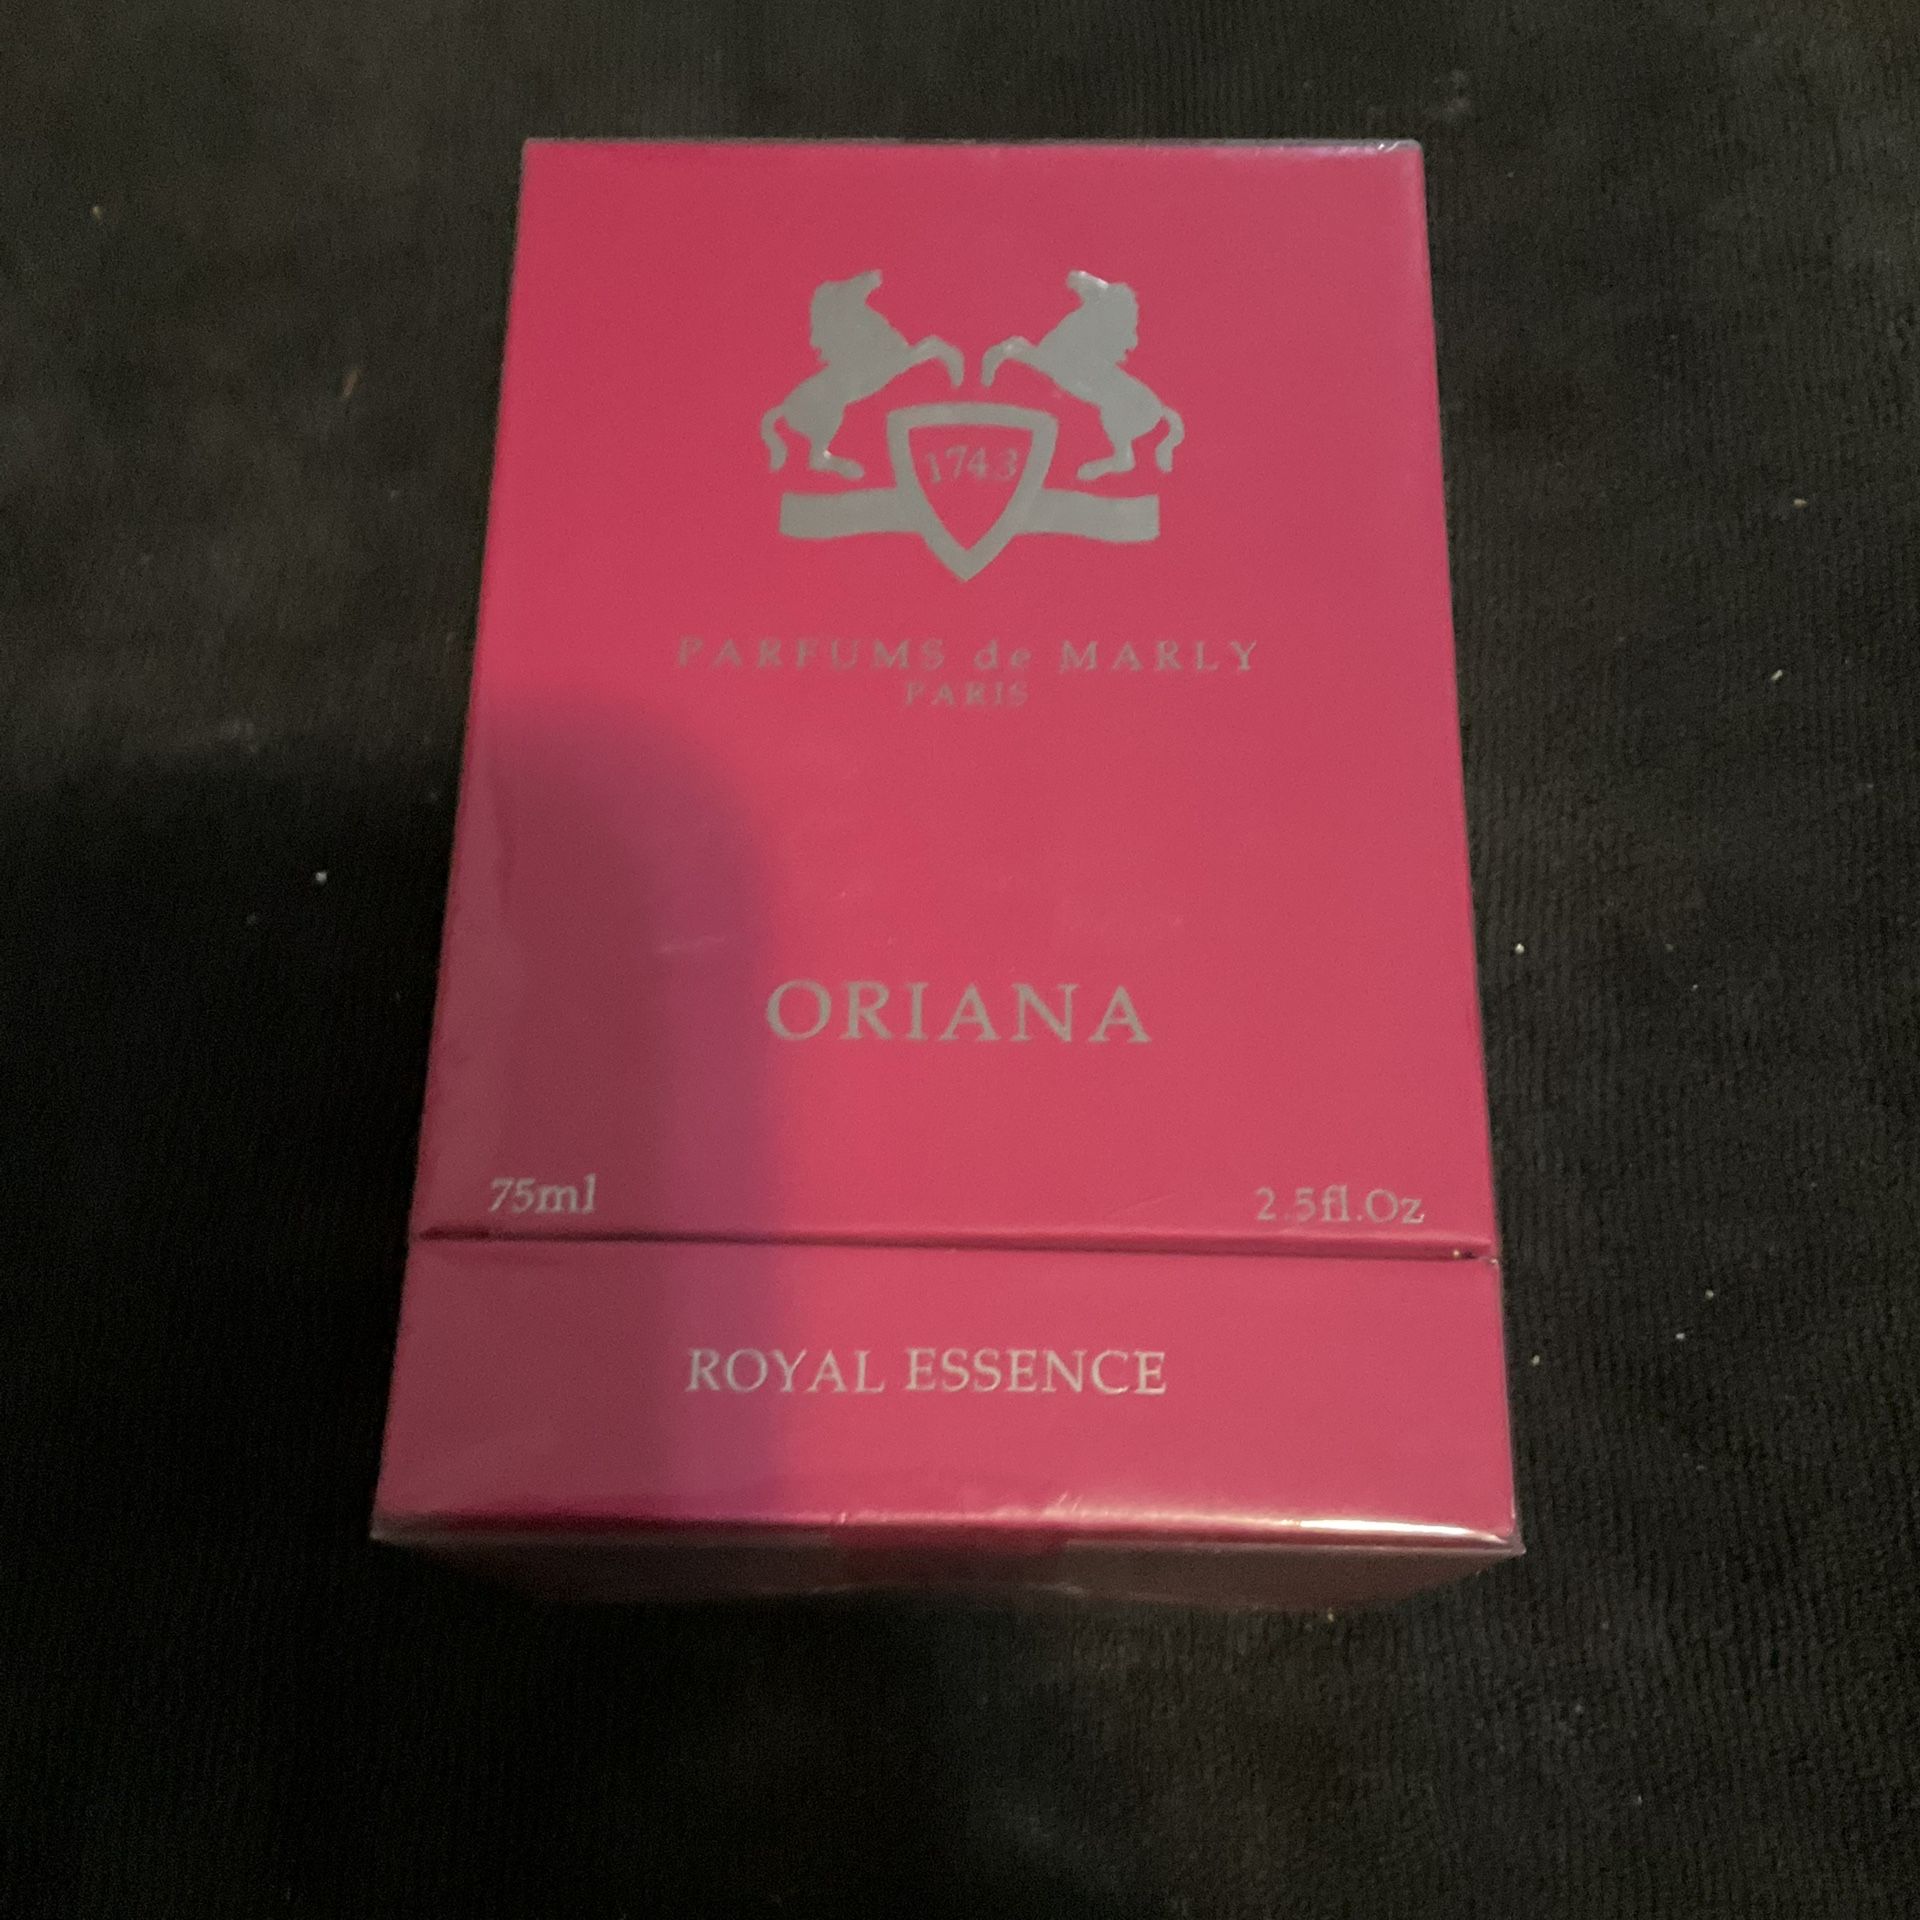 1743
PARFUMS de MARLY
PARIS
ORIANA
75ml 2.5fl.Oz
ROYAL ESSENCE